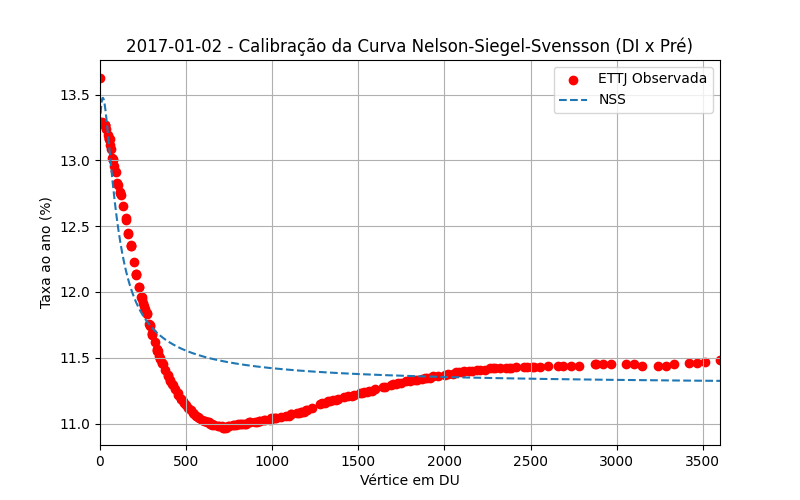 2017-01-02 - Calibração da Curva Nelson-Siegel-Svensson (DI x Pré)
ETTJ Observada
NSS
Taxa ao ano (%)
13.5
13.0
12.5
12.0
11.5
11.0
0 500 1000 1500 2000 2500 3000 3500
Vértice em DU